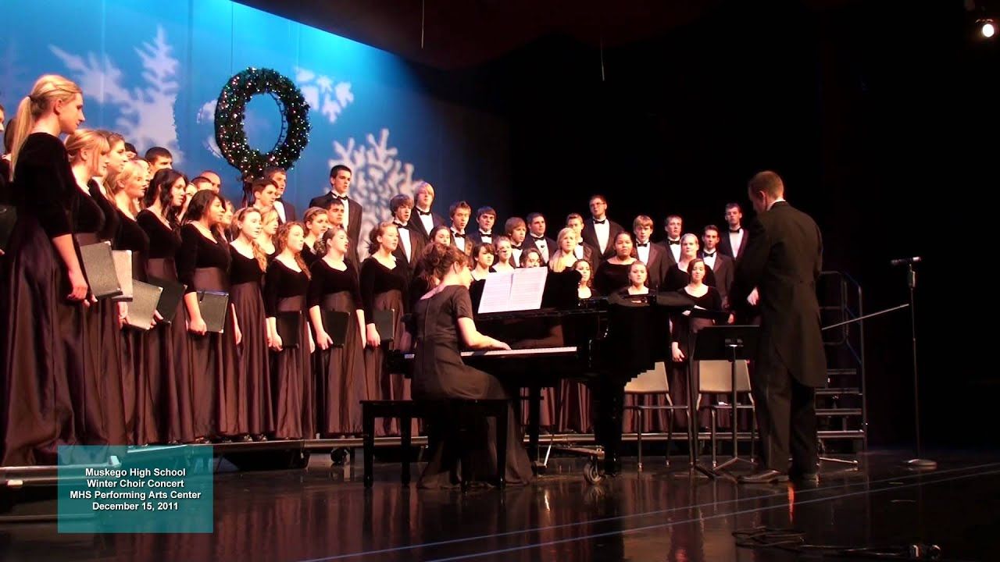 Muskego High School
Winter Choir Concert
MHS Performing Arts Center
December 15, 2011